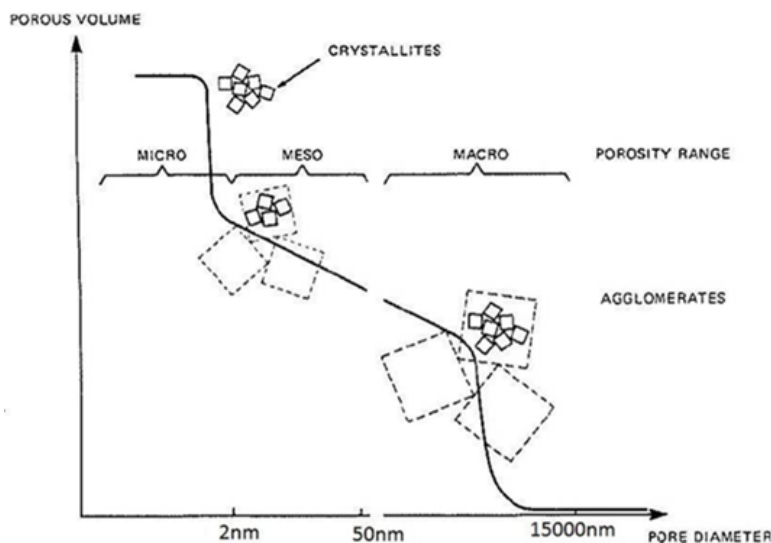 POROUS VOLUME
CRYSTALLITES
MICRO MESO MACRO POROSITY RANGE
AGGLOMERATES
2nm 50nm 15000nm PORE DIAMETER